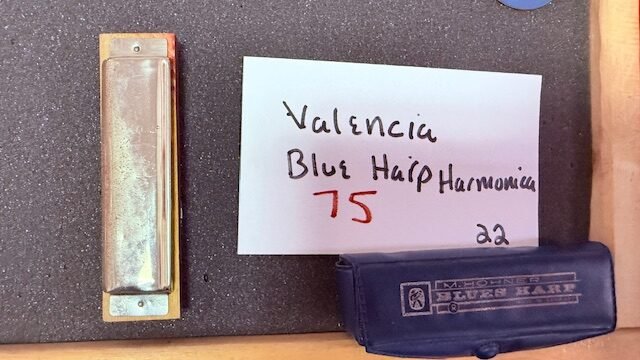 Valencia
Blue Harp Harmonica
75
22
M. HOHNER
BLUES HARP
®